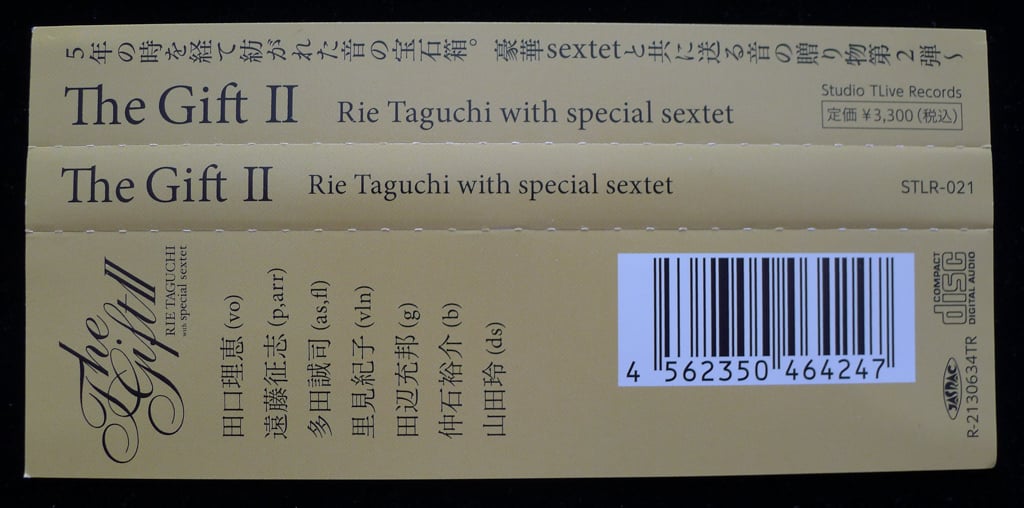 5年の時を経て紡がれた音の宝石箱。 豪華sextetと共に送る音の贈り物第2弾〜
The Gift II Rie Taguchi with special sextet
Studio TLive Records
定価 ¥3,300(税込)
The Gift II Rie Taguchi with special sextet
STLR-021
The Gift II
RIE TAGUCHI
with special sextet
田口理恵 (vo)
遠藤征志 (p,arr)
多田誠司 (as,fl)
里見紀子 (vln)
田辺充邦 (g)
仲石裕介 (b)
山田玲 (ds)
4 562350 464247
COMPACT
disc
DIGITAL AUDIO
JASRAC
R-2130634TR